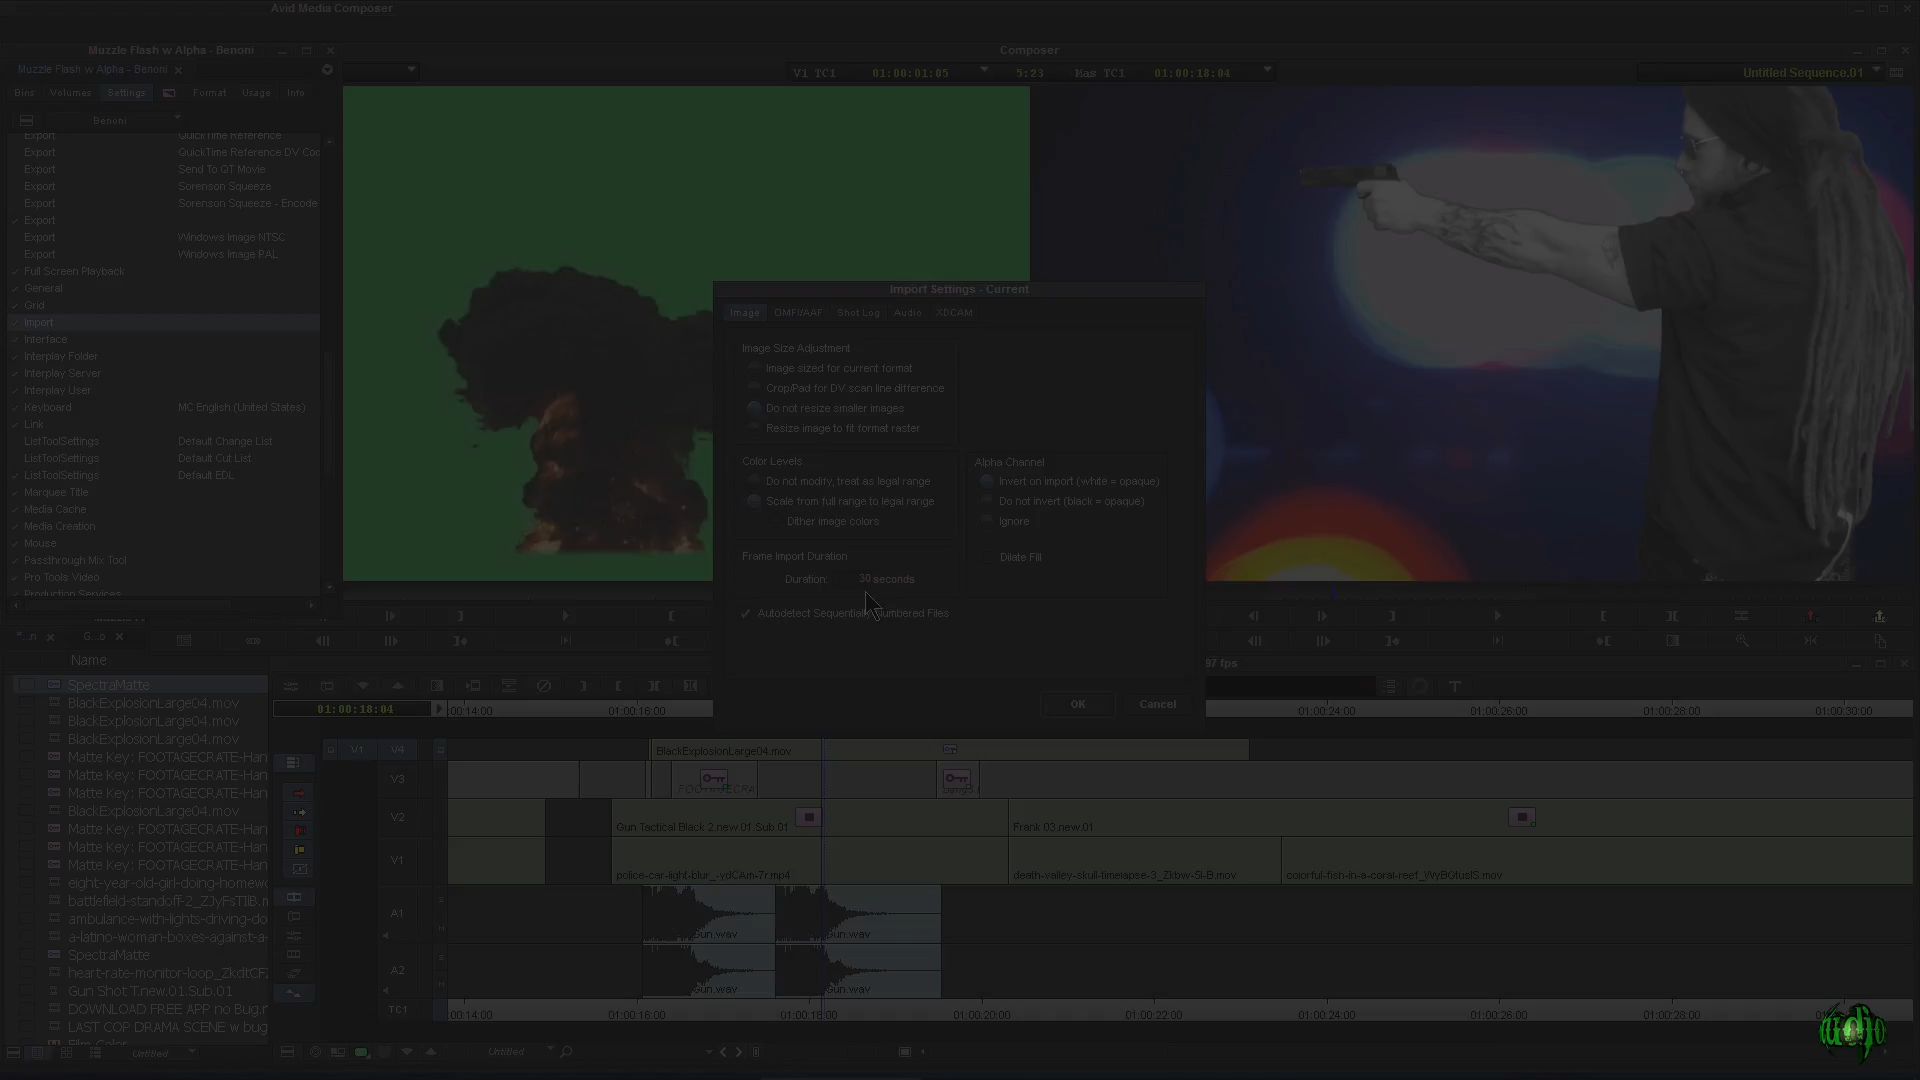 Avid Media Composer
Muzzle Flash w Alpha - Benoni
Composer
Muzzle Flash w Alpha - Benoni
V1 TC1
01:00:01:05
5:23
Mas TC1
01:00:18:04
Untitled Sequence.01
Bins
Volumes
Settings
Format
Usage
Info
Benoni
Export QuickTime Reference
Export QuickTime Reference DV Coc
Export Send To QT Movie
Export Sorenson Squeeze
Export Sorenson Squeeze - Encode
Export
Export Windows Image NTSC
Export Windows Image PAL
Full Screen Playback
General
Grid
Import
Interface
Interplay Folder
Interplay Server
Interplay User
Keyboard MC English (United States)
Link
ListToolSettings Default Change List
ListToolSettings Default Cut List
ListToolSettings Default EDL
Marquee Title
Media Cache
Media Creation
Mouse
Passthrough Mix Tool
Pro Tools Video
Production Services
Import Settings - Current
Image
OMFI/AAF
Shot Log
Audio
XDCAM
Image Size Adjustment
Image sized for current format
Crop/Pad for DV scan line difference
Do not resize smaller images
Resize image to fit format raster
Color Levels
Do not modify, treat as legal range
Scale from full range to legal range
Dither image colors
Alpha Channel
Invert on import (white = opaque)
Do not invert (black = opaque)
Ignore
Dilate Fill
Frame Import Duration
Duration: 30 seconds
Autodetect Sequentially Numbered Files
OK
Cancel
Name
SpectraMatte
BlackExplosionLarge04.mov
BlackExplosionLarge04.mov
BlackExplosionLarge04.mov
Matte Key: FOOTAGECRATE-Han
Matte Key: FOOTAGECRATE-Han
Matte Key: FOOTAGECRATE-Han
BlackExplosionLarge04.mov
Matte Key: FOOTAGECRATE-Han
Matte Key: FOOTAGECRATE-Han
Matte Key: FOOTAGECRATE-Han
eight-year-old-girl-doing-homewo
battlefield-standoff-2_ZJyFsTIlB.m
ambulance-with-lights-driving-do
a-latino-woman-boxes-against-a-
SpectraMatte
heart-rate-monitor-loop_ZkdtCFZ
Gun Shot T.new.01.Sub.01
DOWNLOAD FREE APP no Bug.n
LAST COP DRAMA SCENE w bug
Film Color
Untitled
87 fps
01:00:18:04
:00:14:00
01:00:16:00
01:00:24:00
01:00:26:00
01:00:28:00
01:00:30:00
V1
V4
BlackExplosionLarge04.mov
V3
V2
Gun Tactical Black 2.new.01.Sub.01
Frank 03.new.01
V1
police-car-light-blur_-ydCAm-7r.mp4
death-valley-skull-timelapse-3_Zkbw-5l-B.mov
colorful-fish-in-a-coral-reef_WyBGtusIS.mov
A1
Gun.wav
Gun.wav
A2
Gun.wav
Gun.wav
TC1
:00:14:00
01:00:16:00
01:00:18:00
01:00:20:00
01:00:22:00
01:00:24:00
01:00:26:00
01:00:28:00
01:00:30:00
Untitled